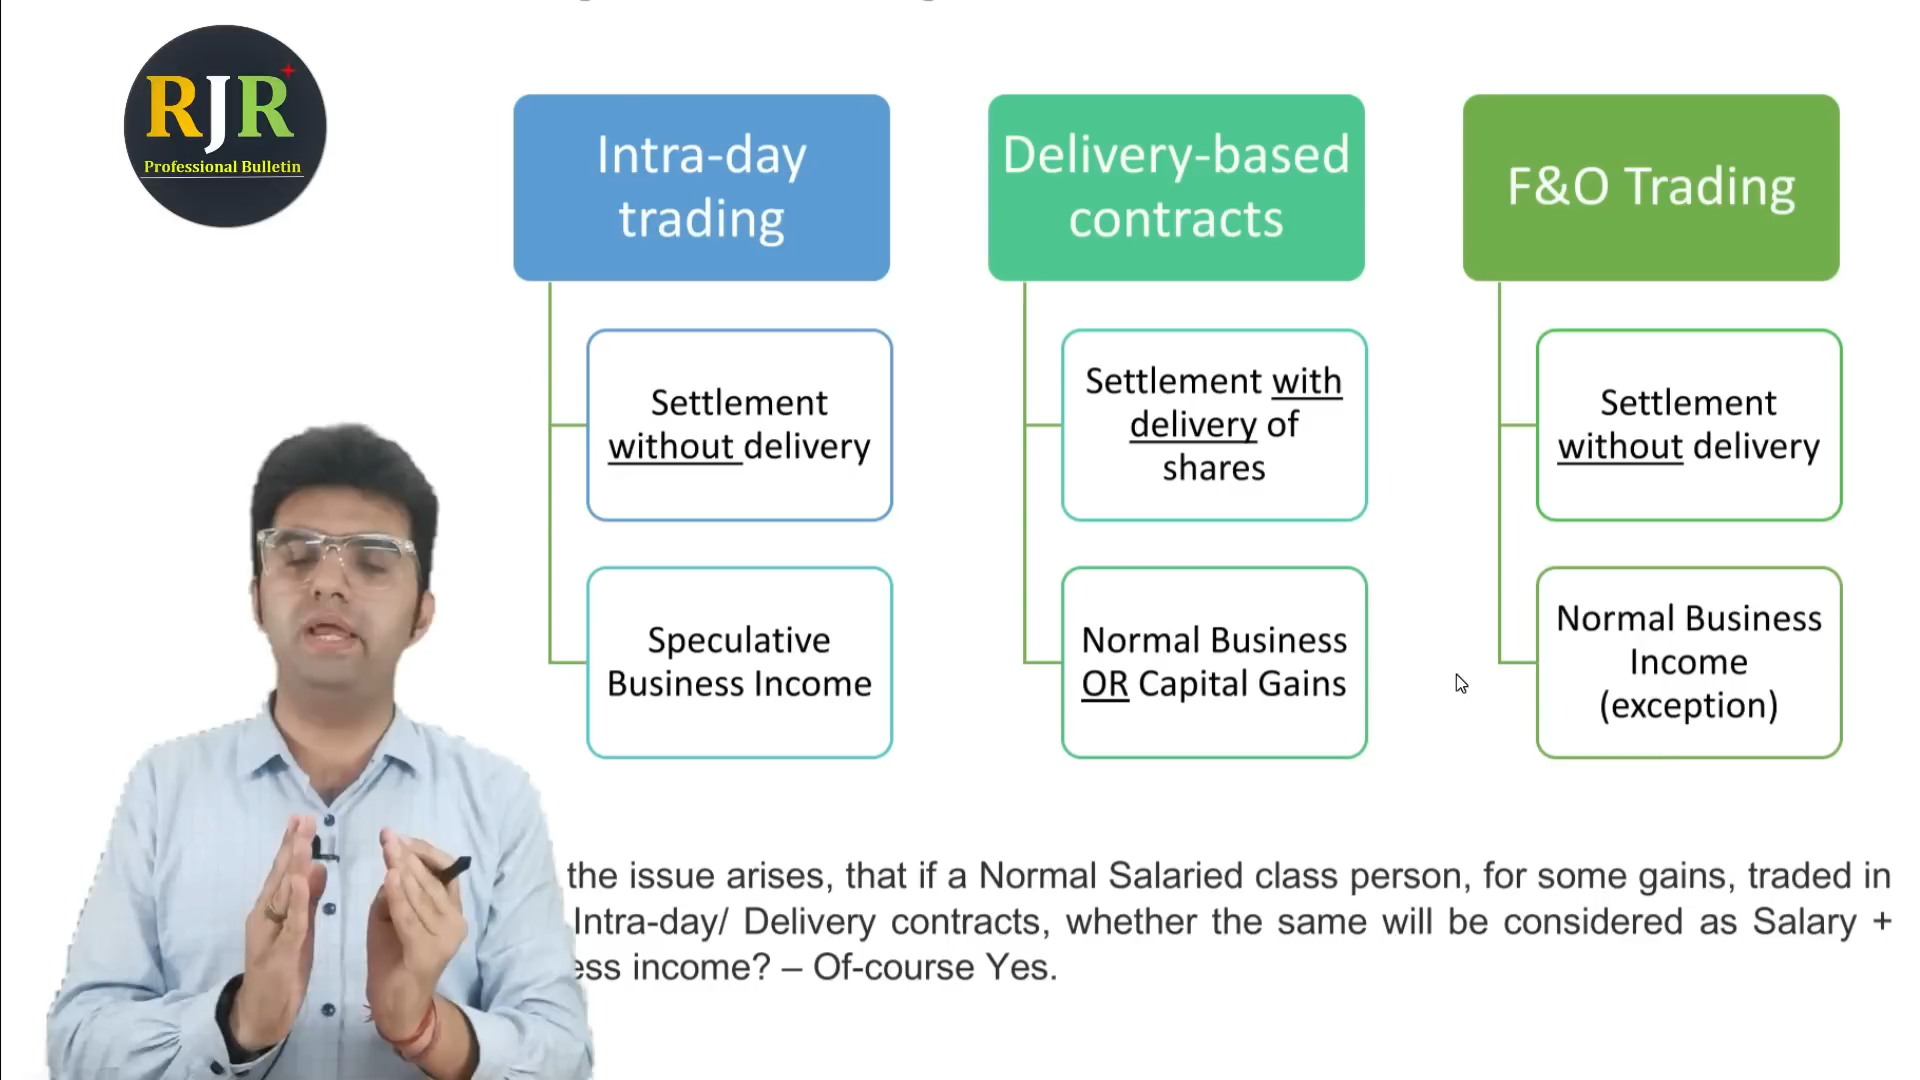 RJR
Professional Bulletin
Intra-day
trading
Settlement
without delivery
Speculative
Business Income
Delivery-based
contracts
Settlement with
delivery of
shares
Normal Business
OR Capital Gains
F&O Trading
Settlement
without delivery
Normal Business
Income
(exception)
the issue arises, that if a Normal Salaried class person, for some gains, traded in
Intra-day/ Delivery contracts, whether the same will be considered as Salary +
income? – Of-course Yes.